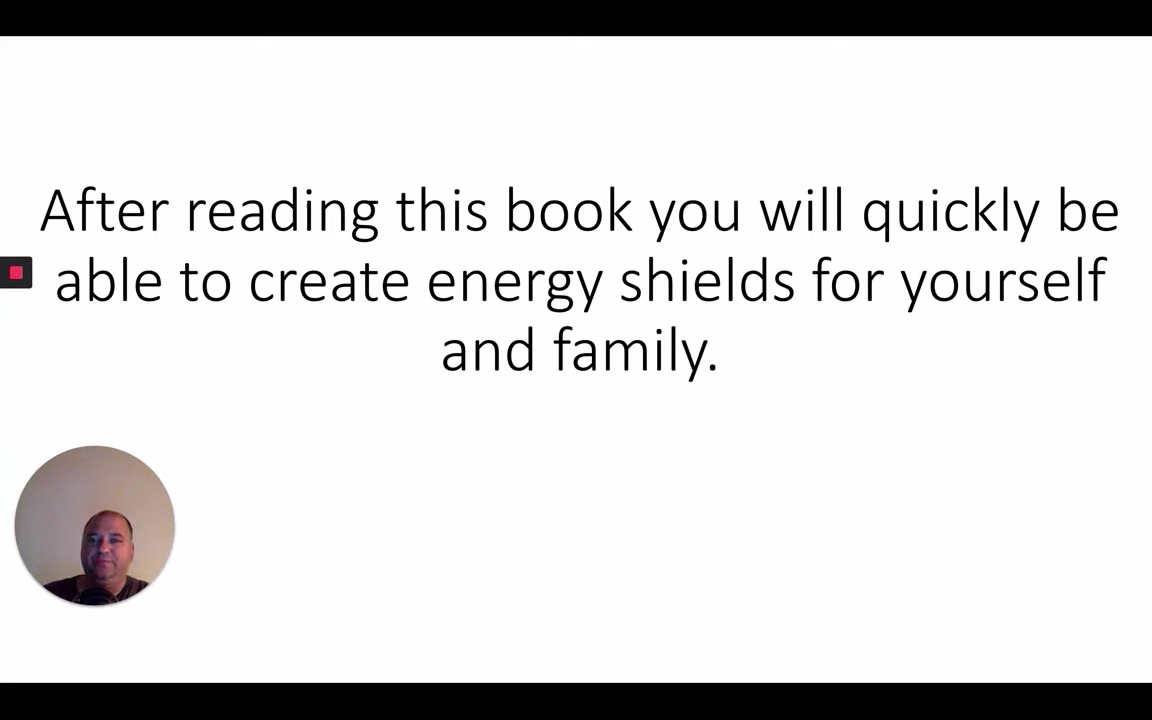 After reading this book you will quickly be
able to create energy shields for yourself
and family.